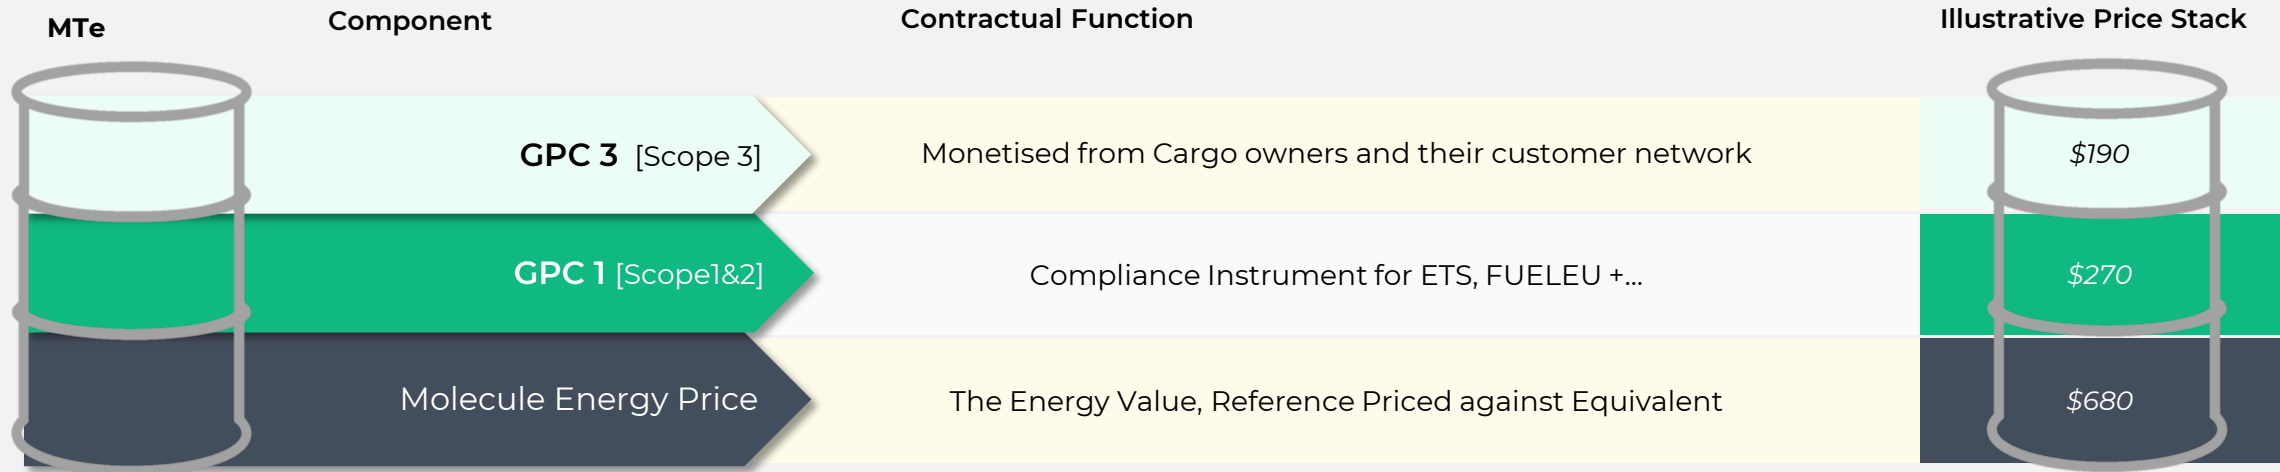 MTe
Component
Contractual Function
Illustrative Price Stack
GPC 3 [Scope 3]
Monetised from Cargo owners and their customer network
$190
GPC 1 [Scope1&2]
Compliance Instrument for ETS, FUELEU +...
$270
Molecule Energy Price
The Energy Value, Reference Priced against Equivalent
$680